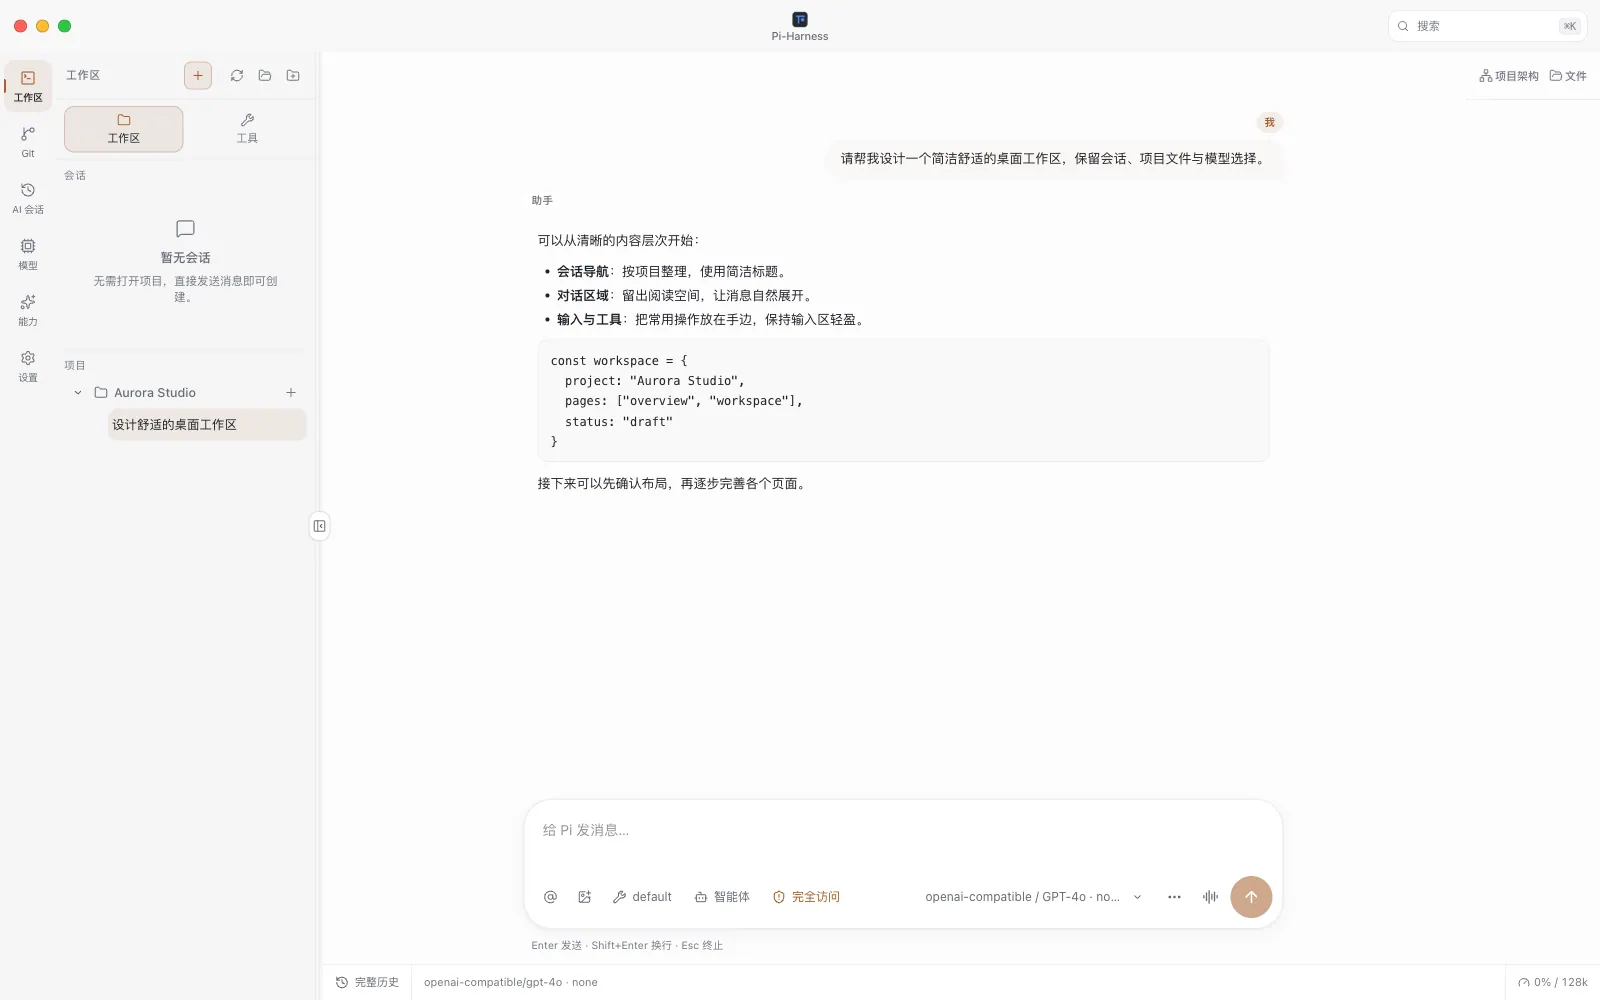 Pi-Harness
搜索
⌘K
工作区
Git
AI 会话
模型
能力
设置
工作区
工作区
工具
会话
暂无会话
无需打开项目，直接发送消息即可创
建。
项目
Aurora Studio
设计舒适的桌面工作区
项目架构
文件
我
请帮我设计一个简洁舒适的桌面工作区，保留会话、项目文件与模型选择。
助手
可以从清晰的内容层次开始：
• 会话导航：按项目整理，使用简洁标题。
• 对话区域：留出阅读空间，让消息自然展开。
• 输入与工具：把常用操作放在手边，保持输入区轻盈。
const workspace = {
  project: "Aurora Studio",
  pages: ["overview", "workspace"],
  status: "draft"
}
接下来可以先确认布局，再逐步完善各个页面。
给 Pi 发消息...
default
智能体
完全访问
openai-compatible / GPT-4o · no...
Enter 发送 · Shift+Enter 换行 · Esc 终止
完整历史
openai-compatible/gpt-4o · none
0% / 128k